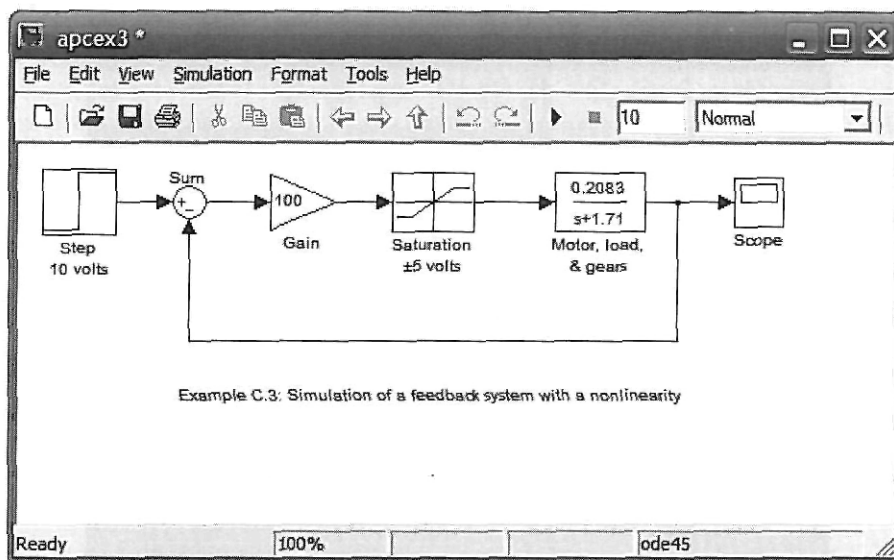 apcex3 *
File Edit View Simulation Format Tools Help
10 Normal
Sum
+
-
100
0.2083
s+1.71
Step
10 volts
Gain
Saturation
±5 volts
Motor, load,
& gears
Scope
Example C.3: Simulation of a feedback system with a nonlinearity
Ready 100% ode45